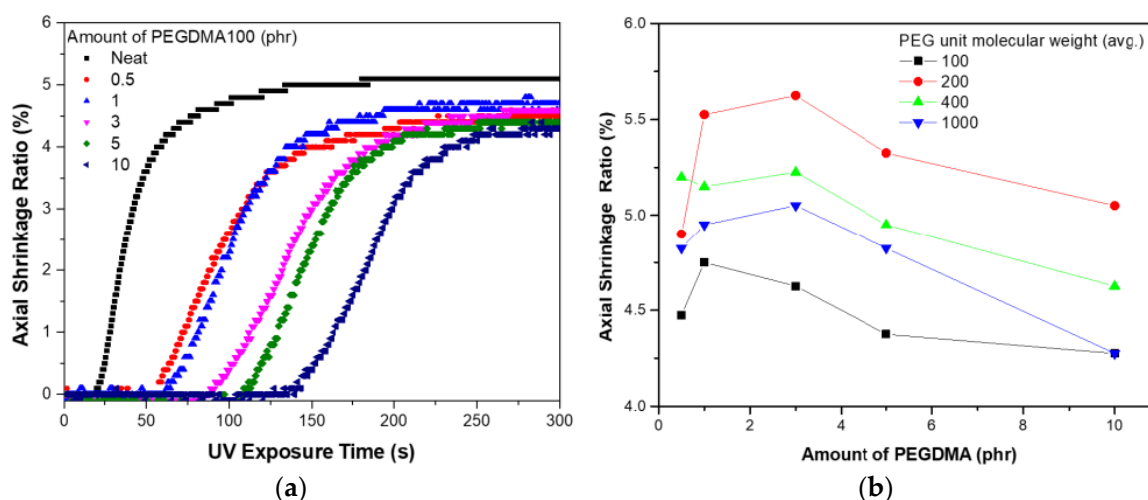 Amount of PEGDMA100 (phr)
Neat
0.5
1
3
5
10
Axial Shrinkage Ratio (%)
6
5
4
3
2
1
0
0 50 100 150 200 250 300
UV Exposure Time (s)
(a)
PEG unit molecular weight (avg.)
100
200
400
1000
Axial Shrinkage Ratio (%)
6.0
5.5
5.0
4.5
4.0
0 2 4 6 8 10
Amount of PEGDMA (phr)
(b)